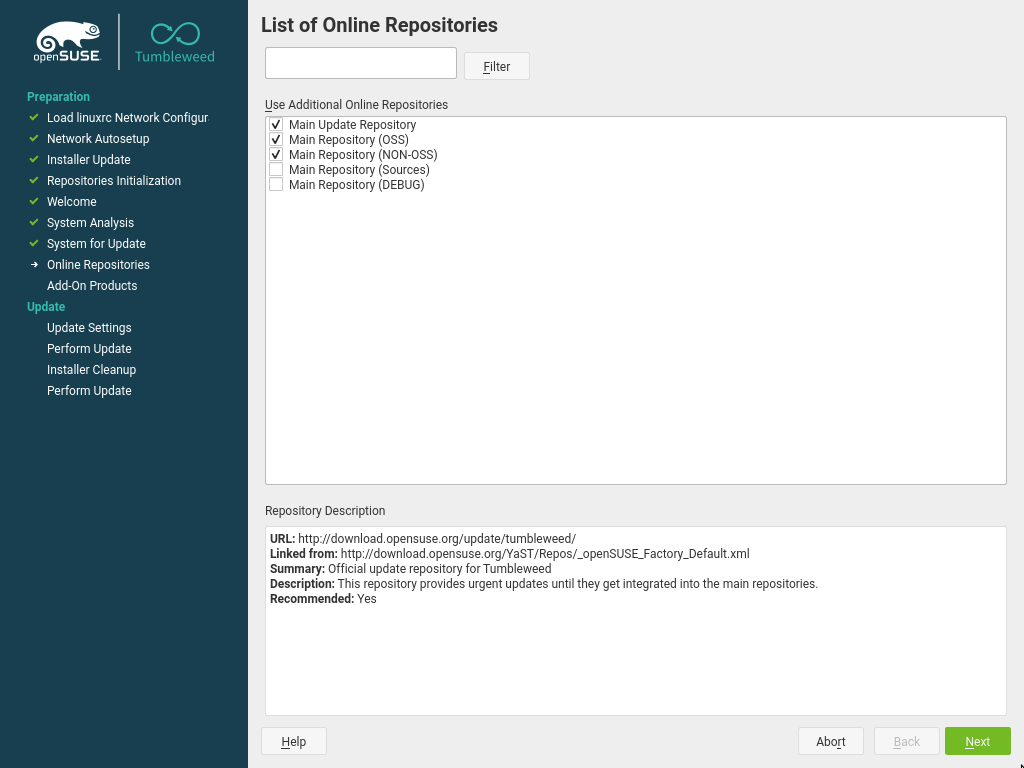 List of Online Repositories
openSUSE
Tumbleweed
Filter
Preparation
Load linuxrc Network Configur
Network Autosetup
Installer Update
Repositories Initialization
Welcome
System Analysis
System for Update
Online Repositories
Add-On Products
Update
Update Settings
Perform Update
Installer Cleanup
Perform Update
Use Additional Online Repositories
Main Update Repository
Main Repository (OSS)
Main Repository (NON-OSS)
Main Repository (Sources)
Main Repository (DEBUG)
Repository Description
URL: http://download.opensuse.org/update/tumbleweed/
Linked from: http://download.opensuse.org/YaST/Repos/_openSUSE_Factory_Default.xml
Summary: Official update repository for Tumbleweed
Description: This repository provides urgent updates until they get integrated into the main repositories.
Recommended: Yes
Help
Abort
Back
Next